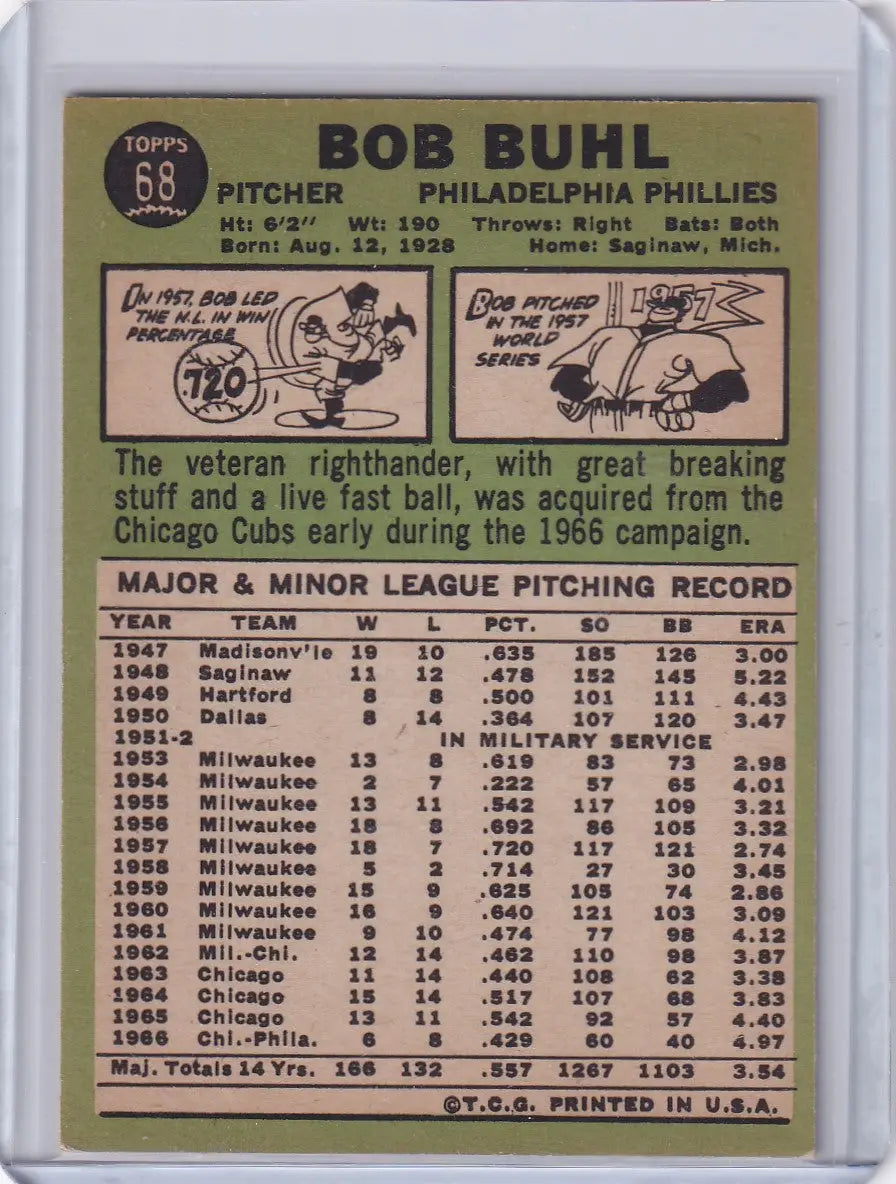 TOPPS
68
BOB BUHL
PITCHER PHILADELPHIA PHILLIES
Ht: 6'2" Wt: 190 Throws: Right Bats: Both
Born: Aug. 12, 1928 Home: Saginaw, Mich.
ON 1957, BOB LED
THE N.L. IN WIN
PERCENTAGE
.720
BOB PITCHED
IN THE 1957
WORLD
SERIES
1957
The veteran righthander, with great breaking
stuff and a live fast ball, was acquired from the
Chicago Cubs early during the 1966 campaign.
MAJOR & MINOR LEAGUE PITCHING RECORD
YEAR TEAM W L PCT. SO BB ERA
1947 Madisonv'le 19 10 .635 185 126 3.00
1948 Saginaw 11 12 .478 152 145 5.22
1949 Hartford 8 8 .500 101 111 4.43
1950 Dallas 8 14 .364 107 120 3.47
1951-2 IN MILITARY SERVICE
1953 Milwaukee 13 8 .619 83 73 2.98
1954 Milwaukee 2 7 .222 57 65 4.01
1955 Milwaukee 13 11 .542 117 109 3.21
1956 Milwaukee 18 8 .692 86 105 3.32
1957 Milwaukee 18 7 .720 117 121 2.74
1958 Milwaukee 5 2 .714 27 30 3.45
1959 Milwaukee 15 9 .625 105 74 2.86
1960 Milwaukee 16 9 .640 121 103 3.09
1961 Milwaukee 9 10 .474 77 98 4.12
1962 Mil.-Chi. 12 14 .462 110 98 3.87
1963 Chicago 11 14 .440 108 62 3.38
1964 Chicago 15 14 .517 107 68 3.83
1965 Chicago 13 11 .542 92 57 4.40
1966 Chi.-Phila. 6 8 .429 60 40 4.97
Maj. Totals 14 Yrs. 166 132 .557 1267 1103 3.54
©T.C.G. PRINTED IN U.S.A.